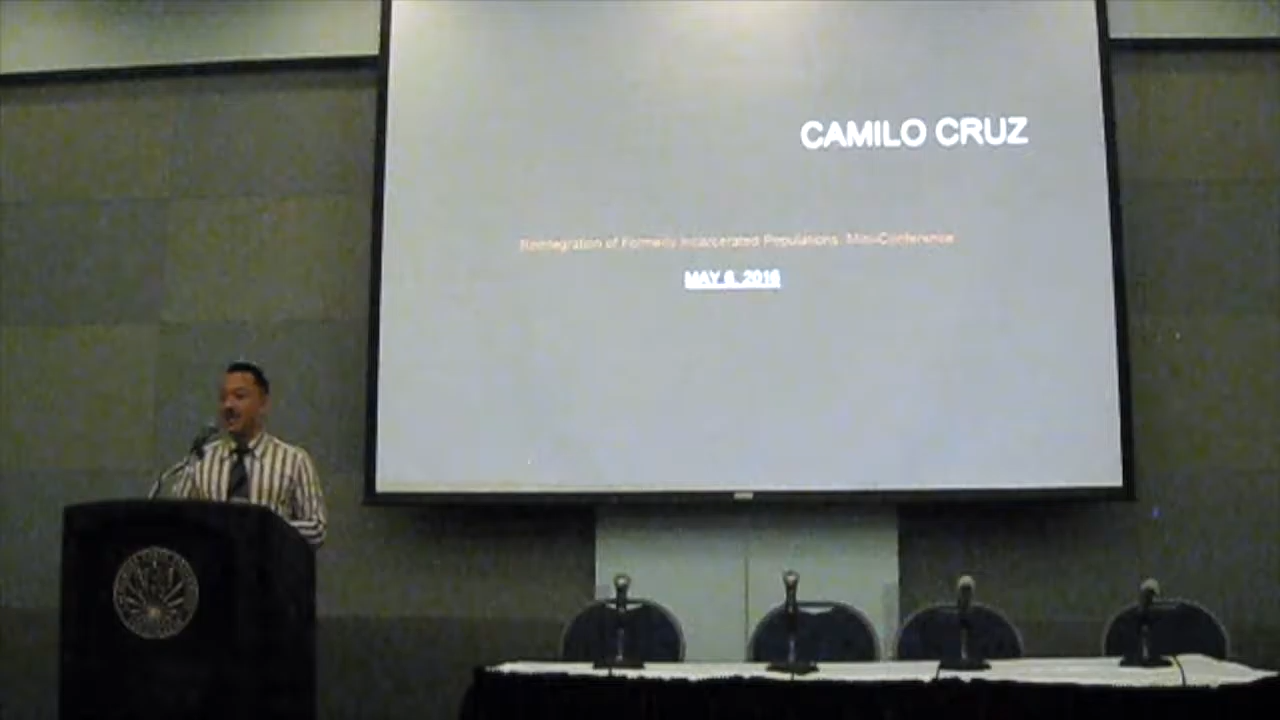 CAMILO CRUZ
Reintegration of Formerly Incarcerated Populations: Mini-Conference
MAY 6, 2016